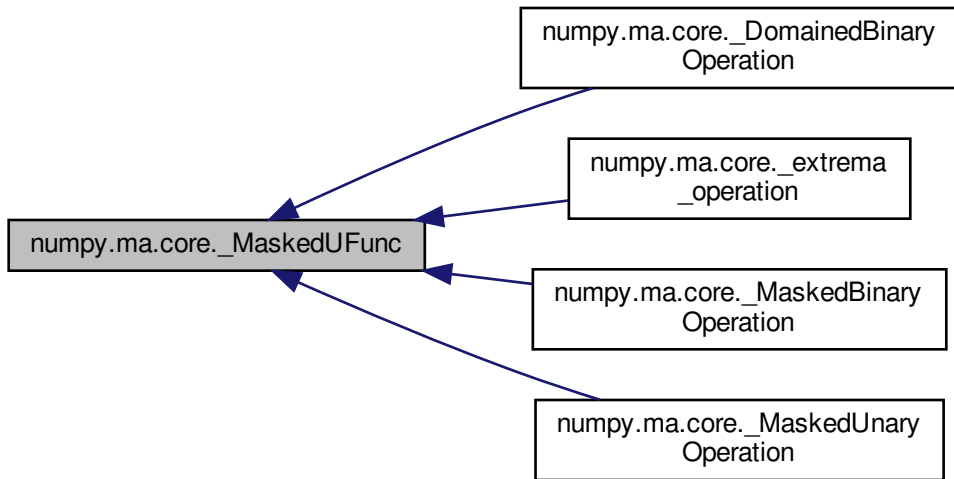 numpy.ma.core._DomainedBinary
Operation
numpy.ma.core._extrema
_operation
numpy.ma.core._MaskedUFunc
numpy.ma.core._MaskedBinary
Operation
numpy.ma.core._MaskedUnary
Operation